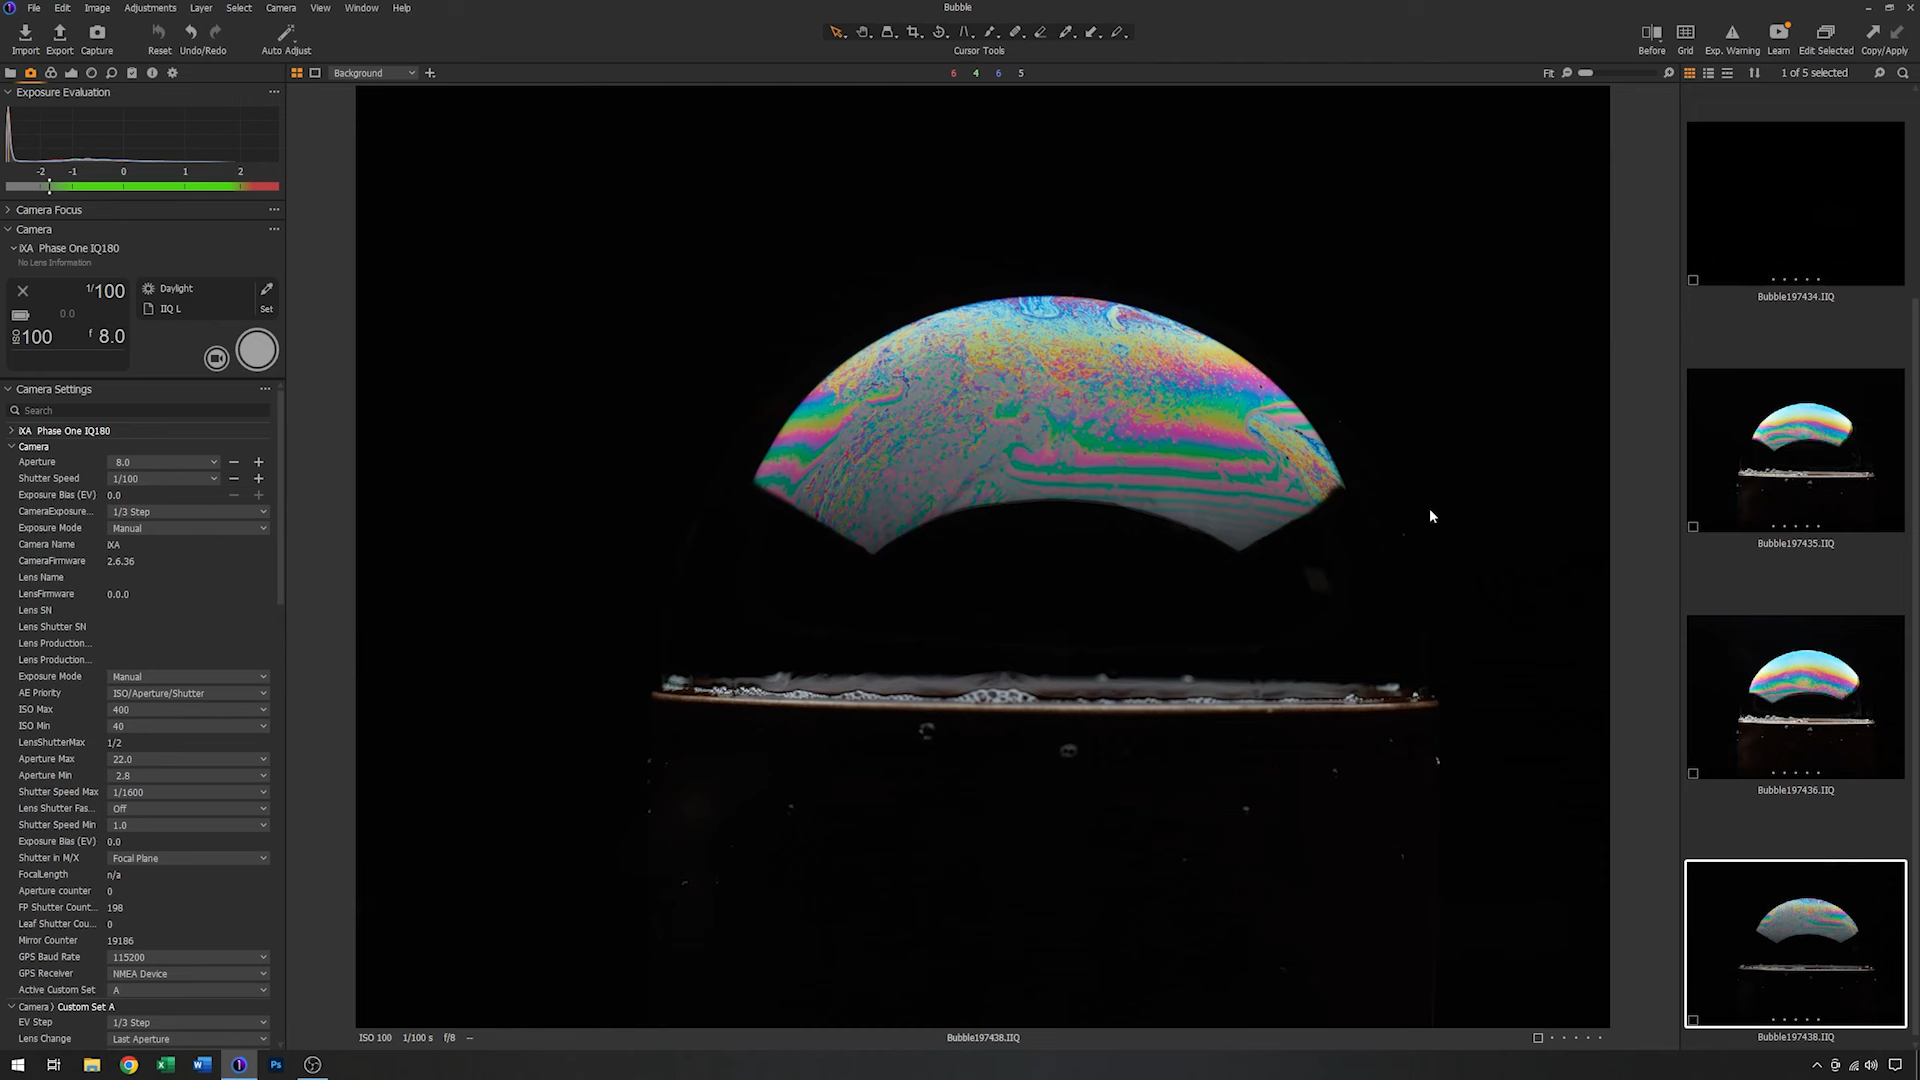 File Edit Image Adjustments Layer Select Camera View Window Help
Bubble
Import Export Capture Reset Undo/Redo Auto Adjust
Cursor Tools
Before Grid Exp. Warning Learn Edit Selected Copy/Apply
Background
6 4 6 5
Fit
1 of 5 selected
Exposure Evaluation
-2 -1 0 1 2
Camera Focus
Camera
iXA Phase One IQ180
No Lens Information
1/100
Daylight
0.0
IIQ L
Set
ISO 100
f 8.0
Camera Settings
Search
iXA Phase One IQ180
Camera
Aperture 8.0
Shutter Speed 1/100
Exposure Bias (EV) 0.0
CameraExposure... 1/3 Step
Exposure Mode Manual
Camera Name iXA
CameraFirmware 2.6.36
Lens Name
LensFirmware 0.0.0
Lens SN
Lens Shutter SN
Lens Production...
Lens Production...
Exposure Mode Manual
AE Priority ISO/Aperture/Shutter
ISO Max 400
ISO Min 40
LensShutterMax 1/2
Aperture Max 22.0
Aperture Min 2.8
Shutter Speed Max 1/1600
Lens Shutter Fas... Off
Shutter Speed Min 1.0
Exposure Bias (EV) 0.0
Shutter in M/X Focal Plane
FocalLength n/a
Aperture counter 0
FP Shutter Count... 198
Leaf Shutter Cou... 0
Mirror Counter 19186
GPS Baud Rate 115200
GPS Receiver NMEA Device
Active Custom Set A
Camera ) Custom Set A
EV Step 1/3 Step
Lens Change Last Aperture
ISO 100 1/100 s f/8 --
Bubble197438.IIQ
Bubble197434.IIQ
Bubble197435.IIQ
Bubble197436.IIQ
Bubble197438.IIQ
Ps